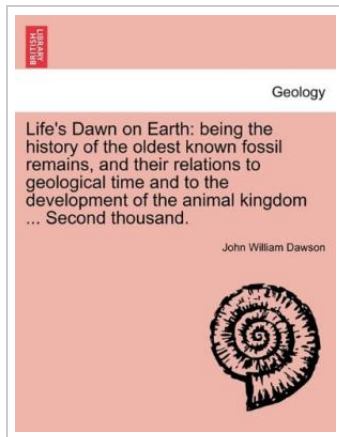 BRITISH
LIBRARY
Geology
Life's Dawn on Earth: being the
history of the oldest known fossil
remains, and their relations to
geological time and to the
development of the animal kingdom
... Second thousand.
John William Dawson